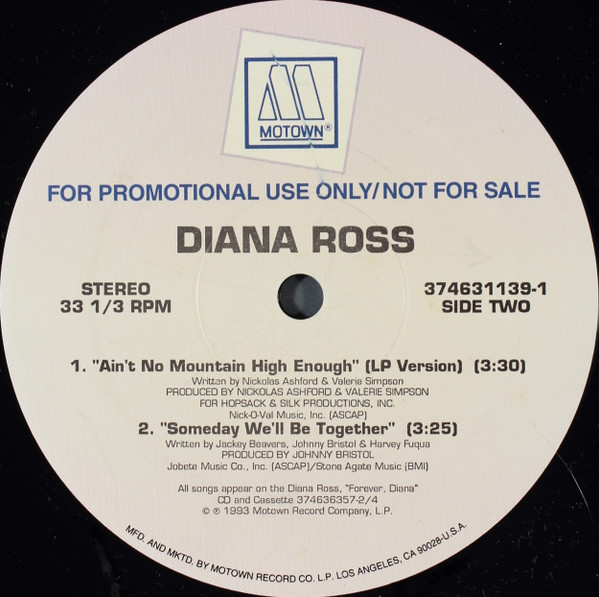 MOTOWN®
FOR PROMOTIONAL USE ONLY/NOT FOR SALE
DIANA ROSS
STEREO
33 1/3 RPM
374631139-1
SIDE TWO
1. "Ain't No Mountain High Enough" (LP Version) (3:30)
Written by Nickolas Ashford & Valerie Simpson
PRODUCED BY NICKOLAS ASHFORD & VALERIE SIMPSON
FOR HOPSACK & SILK PRODUCTIONS, INC.
Nick-O-Val Music, Inc. (ASCAP)
2. "Someday We'll Be Together" (3:25)
Written by Jackey Beavers, Johnny Bristol & Harvey Fuqua
PRODUCED BY JOHNNY BRISTOL
Jobete Music Co., Inc. (ASCAP)/Stone Agate Music (BMI)
All songs appear on the Diana Ross, "Forever, Diana"
CD and Cassette 374636357-2/4
© ℗ 1993 Motown Record Company, L.P.
MFD. AND MKTD. BY MOTOWN RECORD CO. L.P. LOS ANGELES, CA 90028-U.S.A.